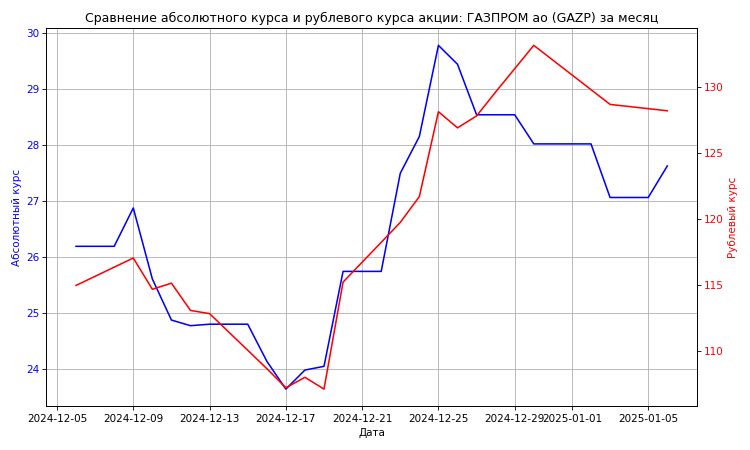 Сравнение абсолютного курса и рублевого курса акции: ГАЗПРОМ ао (GAZP) за месяц
30
29
28
27
26
25
24
Абсолютный курс
130
125
120
115
110
Рублевый курс
2024-12-05 2024-12-09 2024-12-13 2024-12-17 2024-12-21 2024-12-25 2024-12-29 2025-01-01 2025-01-05
Дата